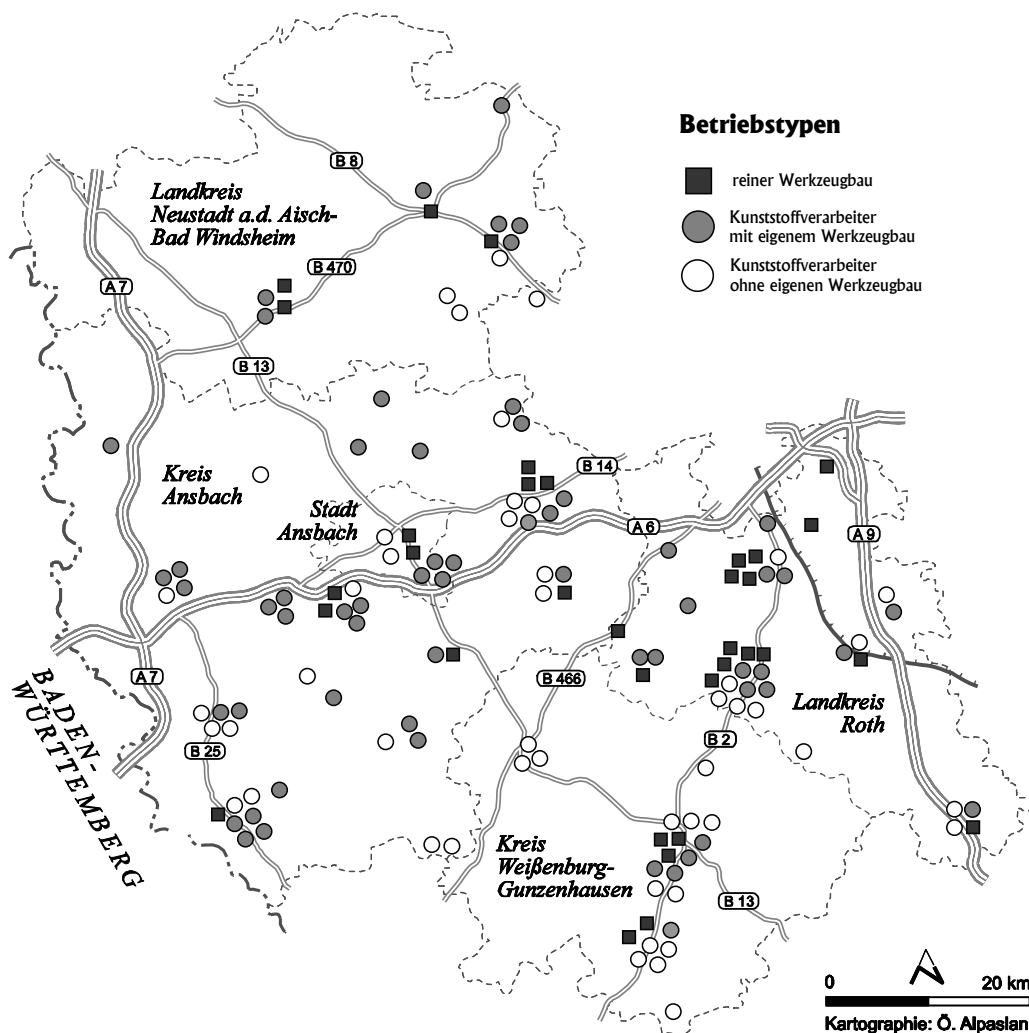 Betriebstypen
reiner Werkzeugbau
Kunststoffverarbeiter
mit eigenem Werkzeugbau
Kunststoffverarbeiter
ohne eigenen Werkzeugbau
B 8
Landkreis
Neustadt a.d. Aisch-
Bad Windsheim
B 470
A 7
B 13
Kreis
Ansbach
B 14
Stadt
Ansbach
A 6
A 9
A 7
B 466
BADEN-
WÜRTTEMBERG
Landkreis
Roth
B 25
B 2
Kreis
Weißenburg-
Gunzenhausen
B 13
0 20 km
Kartographie: Ö. Alpaslan